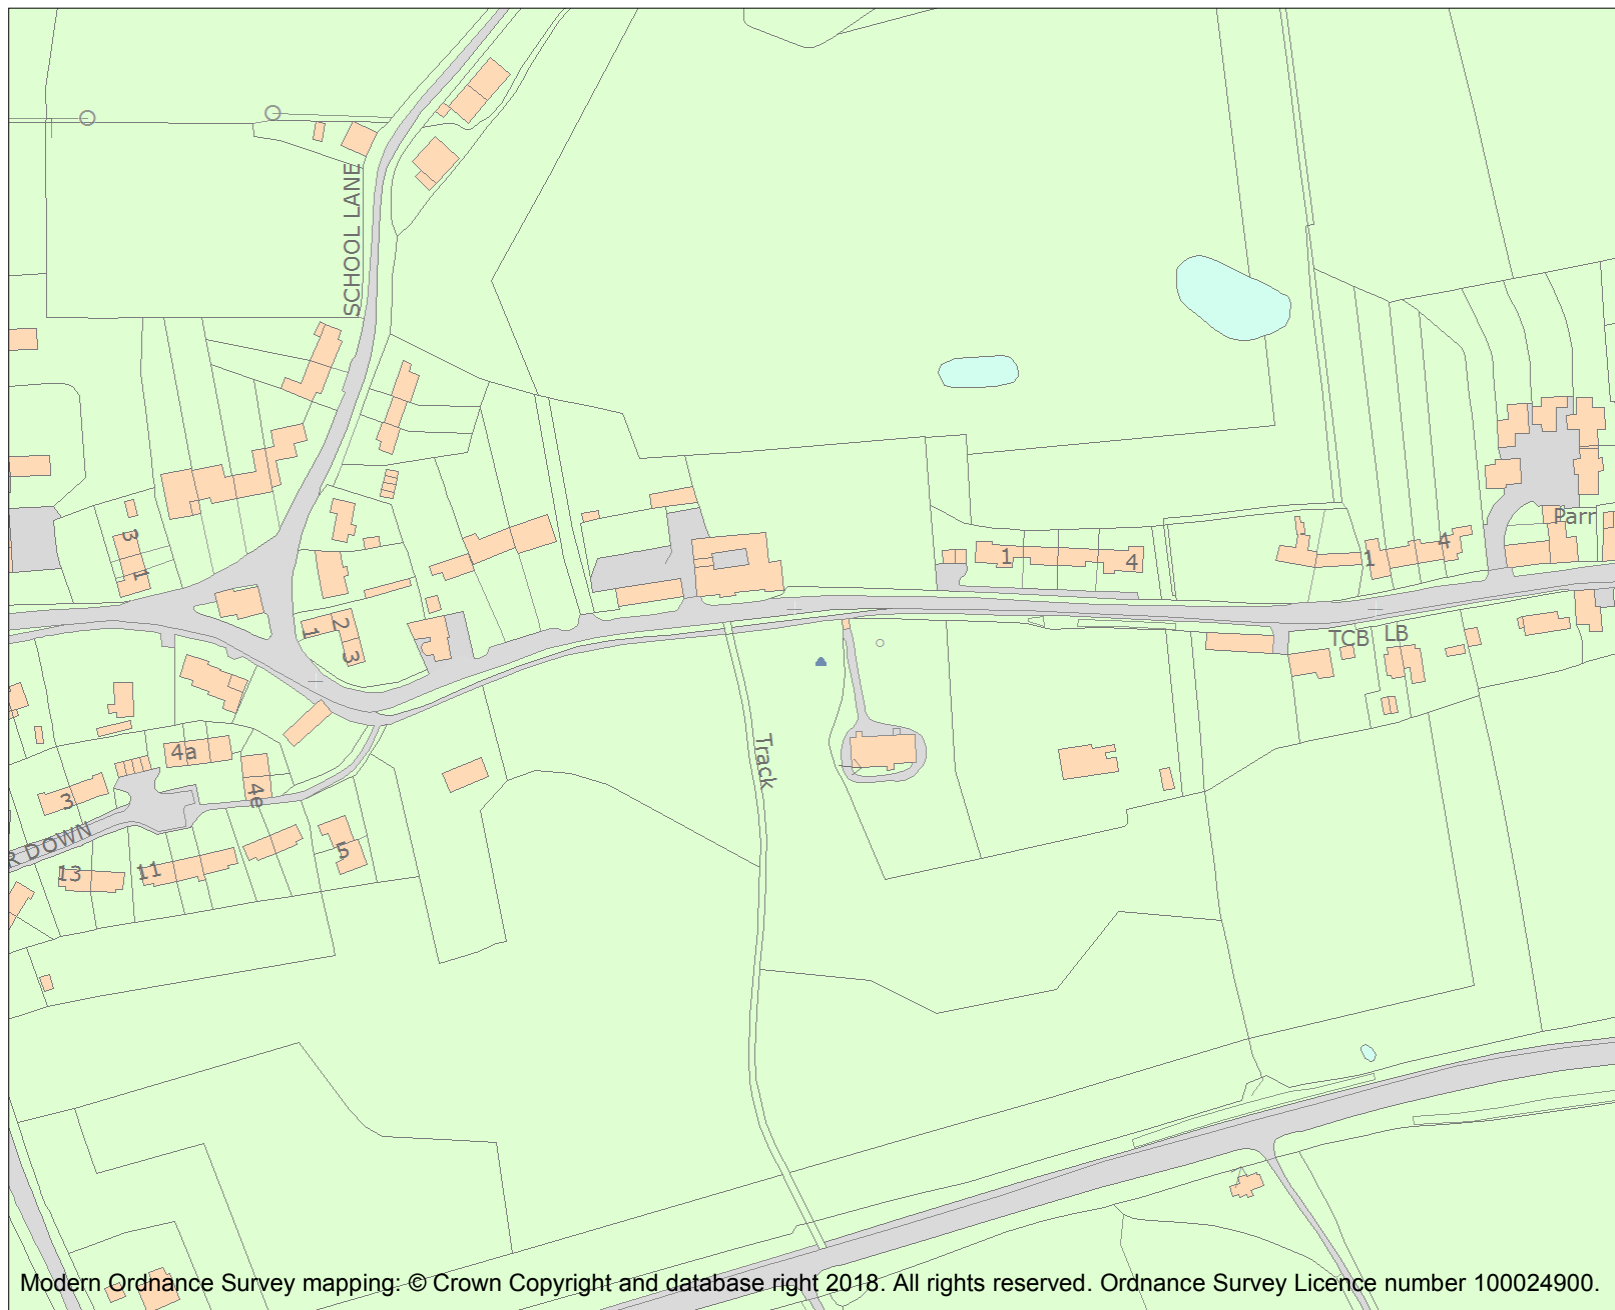 SCHOOL LANE
3
1
1
2
3
1
4
1
4
Parr
TCB
LB
4a
3
4e
Track
R DOWN
13
11
5
Modern Ordnance Survey mapping: © Crown Copyright and database right 2018. All rights reserved. Ordnance Survey Licence number 100024900.